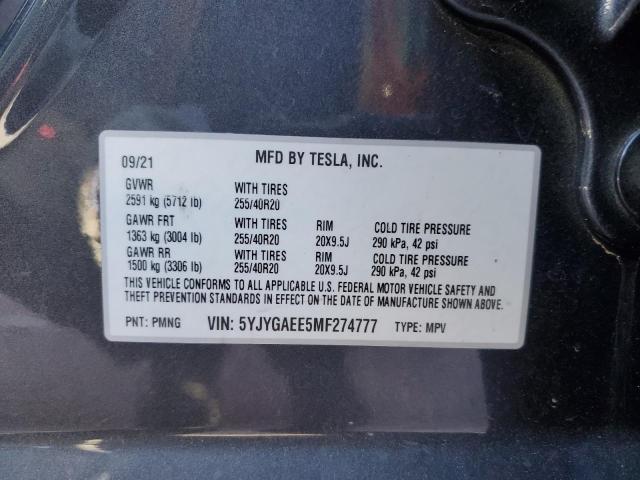 09/21 MFD BY TESLA, INC.
GVWR WITH TIRES
2591 kg (5712 lb) 255/40R20
GAWR FRT WITH TIRES RIM COLD TIRE PRESSURE
1363 kg (3004 lb) 255/40R20 20X9.5J 290 kPa, 42 psi
GAWR RR WITH TIRES RIM COLD TIRE PRESSURE
1500 kg (3306 lb) 255/40R20 20X9.5J 290 kPa, 42 psi
THIS VEHICLE CONFORMS TO ALL APPLICABLE U.S. FEDERAL MOTOR VEHICLE SAFETY AND
THEFT PREVENTION STANDARDS IN EFFECT ON THE DATE OF MANUFACTURE SHOWN ABOVE.
PNT: PMNG VIN: 5YJYGAEE5MF274777 TYPE: MPV